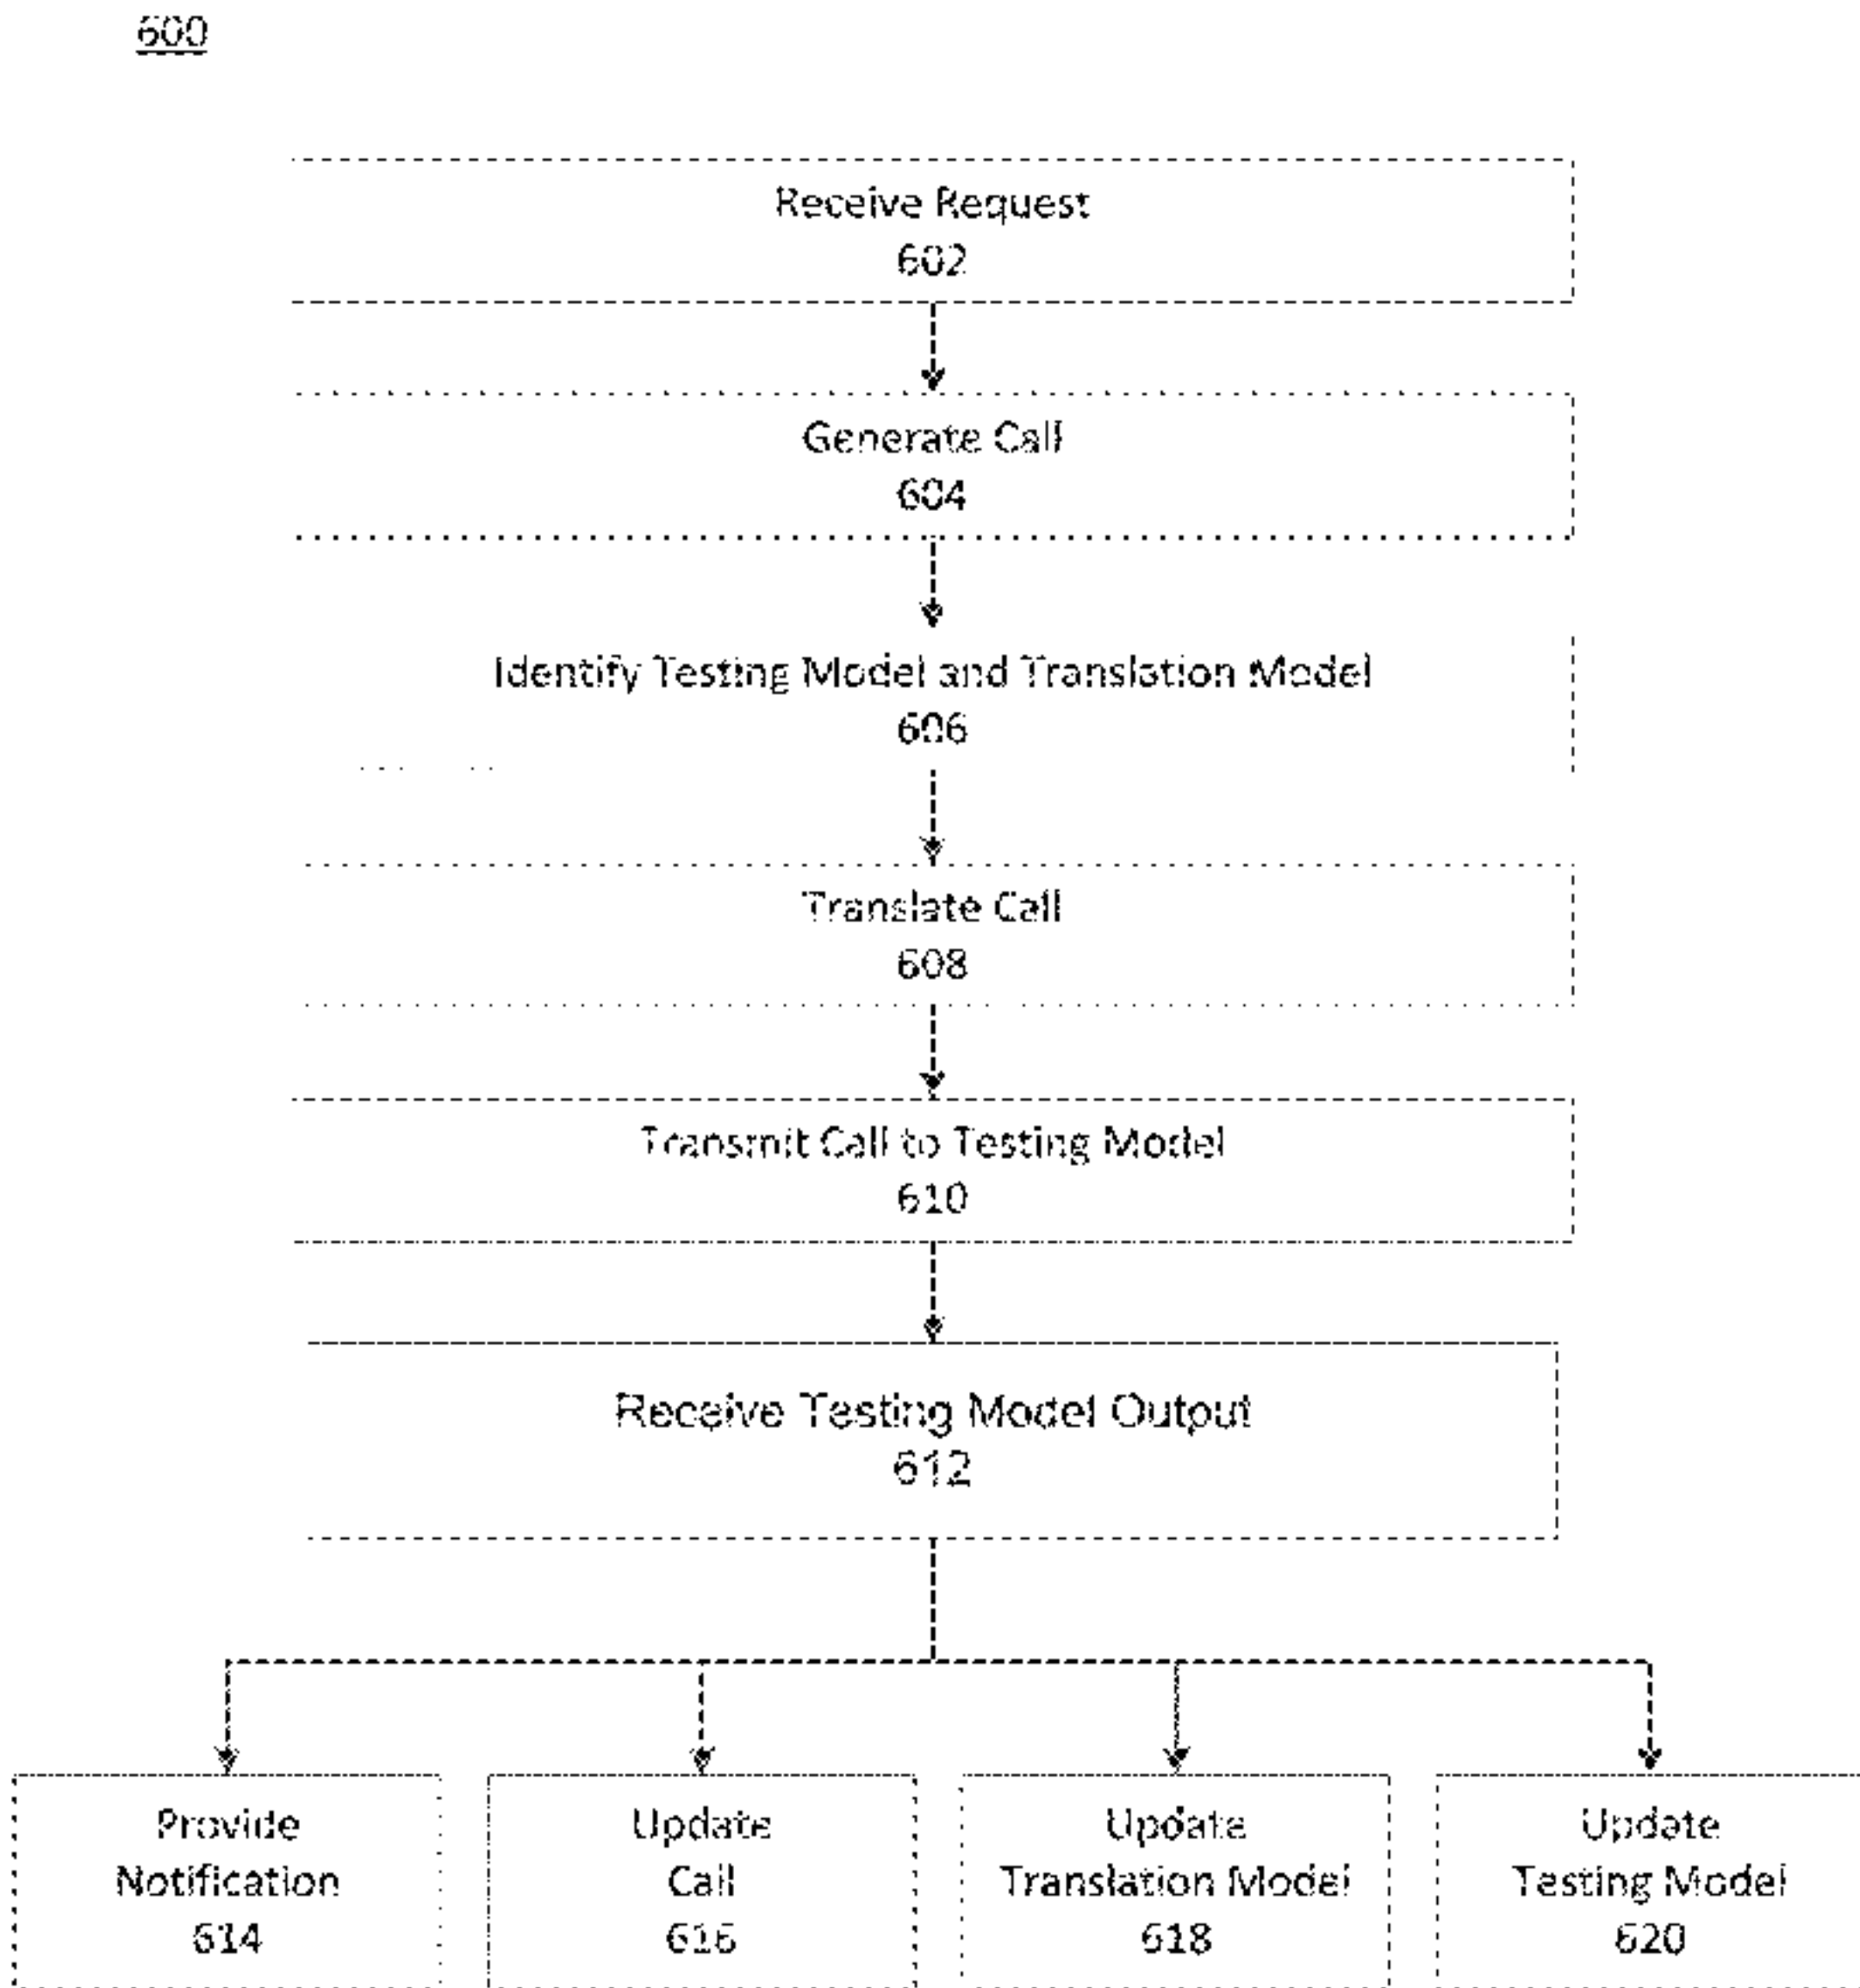 600
Receive Request
602
Generate Call
604
Identify Testing Model and Translation Model
606
Translate Call
608
Transmit Call to Testing Model
610
Receive Testing Model Output
612
Provide
Notification
614
Update
Call
616
Update
Translation Model
618
Update
Testing Model
620